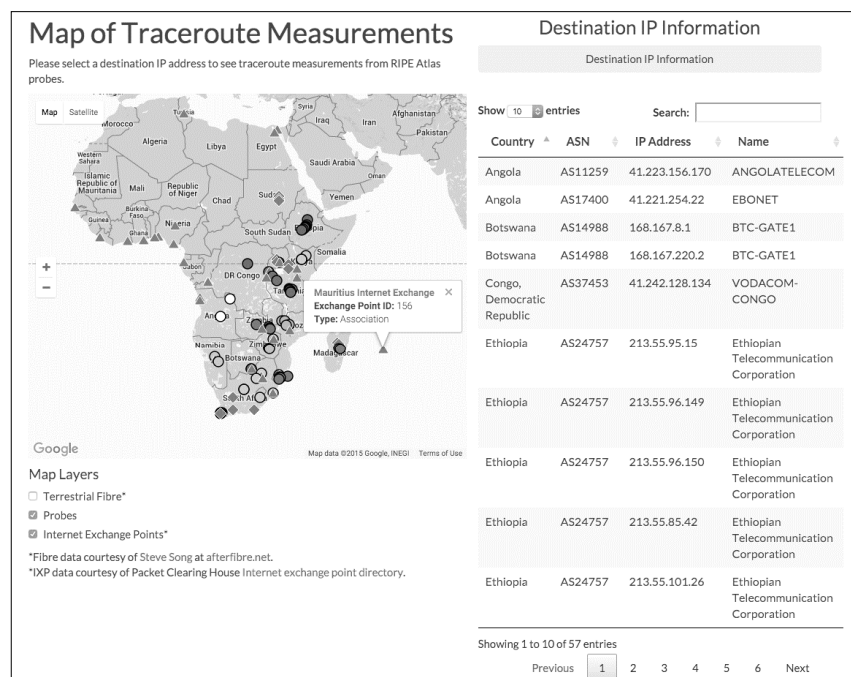 Map of Traceroute Measurements
Please select a destination IP address to see traceroute measurements from RIPE Atlas
probes.
Map Satellite
Morocco
Tunisia
Syria
Iraq
Iran
Afghanistan
Pakistan
Algeria
Libya
Egypt
Western
Sahara
Saudi Arabia
Oman
Islamic
Republic of
Mauritania
Mali
Republic
of Niger
Chad
Yemen
Burkina
Faso
Guinea
Ghana
South Sudan
Somalia
DR Congo
Namibia
Botswana
Madagascar
+
−
Mauritius Internet Exchange ×
Exchange Point ID: 156
Type: Association
Google
Map data ©2015 Google, INEGI Terms of Use
Map Layers
Terrestrial Fibre*
Probes
Internet Exchange Points*
*Fibre data courtesy of Steve Song at afterfibre.net.
*IXP data courtesy of Packet Clearing House Internet exchange point directory.
Destination IP Information
Destination IP Information
Show 10 entries Search:
Country ASN IP Address Name
Angola AS11259 41.223.156.170 ANGOLATELECOM
Angola AS17400 41.221.254.22 EBONET
Botswana AS14988 168.167.8.1 BTC-GATE1
Botswana AS14988 168.167.220.2 BTC-GATE1
Congo, AS37453 41.242.128.134 VODACOM-
Democratic CONGO
Republic
Ethiopia AS24757 213.55.95.15 Ethiopian
Telecommunication
Corporation
Ethiopia AS24757 213.55.96.149 Ethiopian
Telecommunication
Corporation
Ethiopia AS24757 213.55.96.150 Ethiopian
Telecommunication
Corporation
Ethiopia AS24757 213.55.85.42 Ethiopian
Telecommunication
Corporation
Ethiopia AS24757 213.55.101.26 Ethiopian
Telecommunication
Corporation
Showing 1 to 10 of 57 entries
Previous 1 2 3 4 5 6 Next